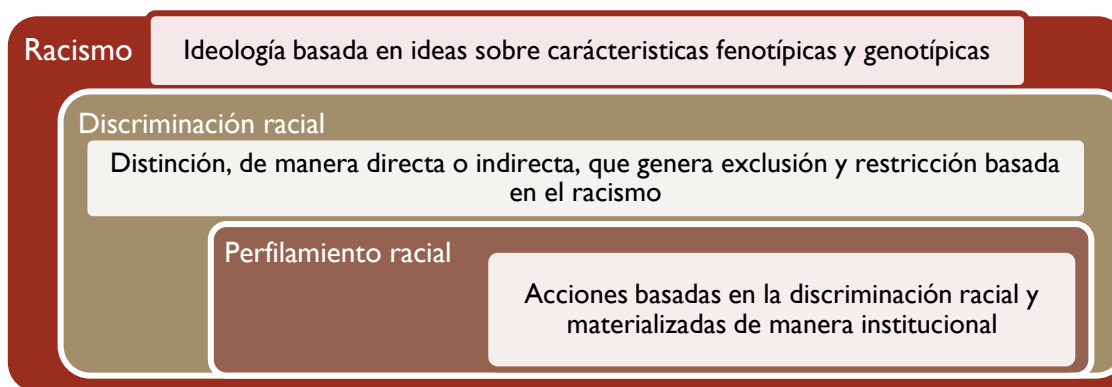 Racismo
Ideología basada en ideas sobre carácteristicas fenotípicas y genotípicas
Discriminación racial
Distinción, de manera directa o indirecta, que genera exclusión y restricción basada
en el racismo
Perfilamiento racial
Acciones basadas en la discriminación racial y
materializadas de manera institucional